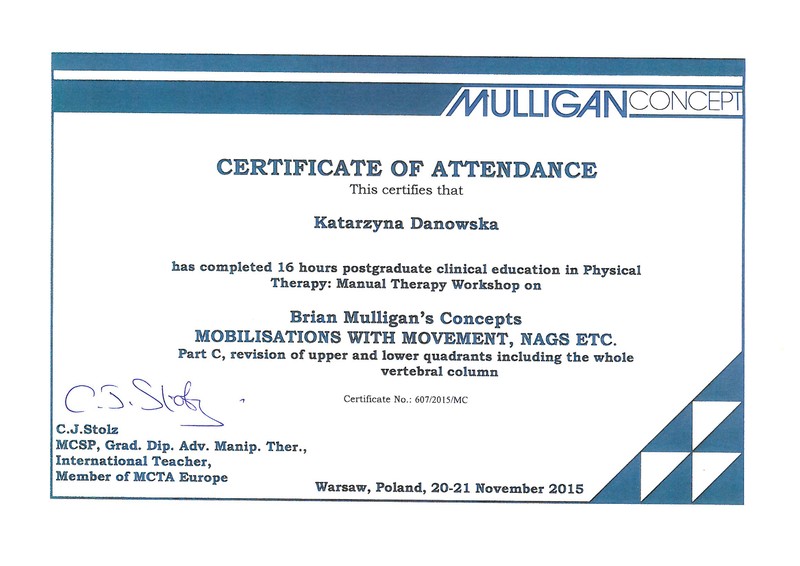 MULLIGAN CONCEPT
CERTIFICATE OF ATTENDANCE
This certifies that
Katarzyna Danowska
has completed 16 hours postgraduate clinical education in Physical
Therapy: Manual Therapy Workshop on
Brian Mulligan's Concepts
MOBILISATIONS WITH MOVEMENT, NAGS ETC.
Part C, revision of upper and lower quadrants including the whole
vertebral column
Certificate No.: 607/2015/MC
C.J. Stolz
C.J.Stolz
MCSP, Grad. Dip. Adv. Manip. Ther.,
International Teacher,
Member of MCTA Europe
Warsaw, Poland, 20-21 November 2015